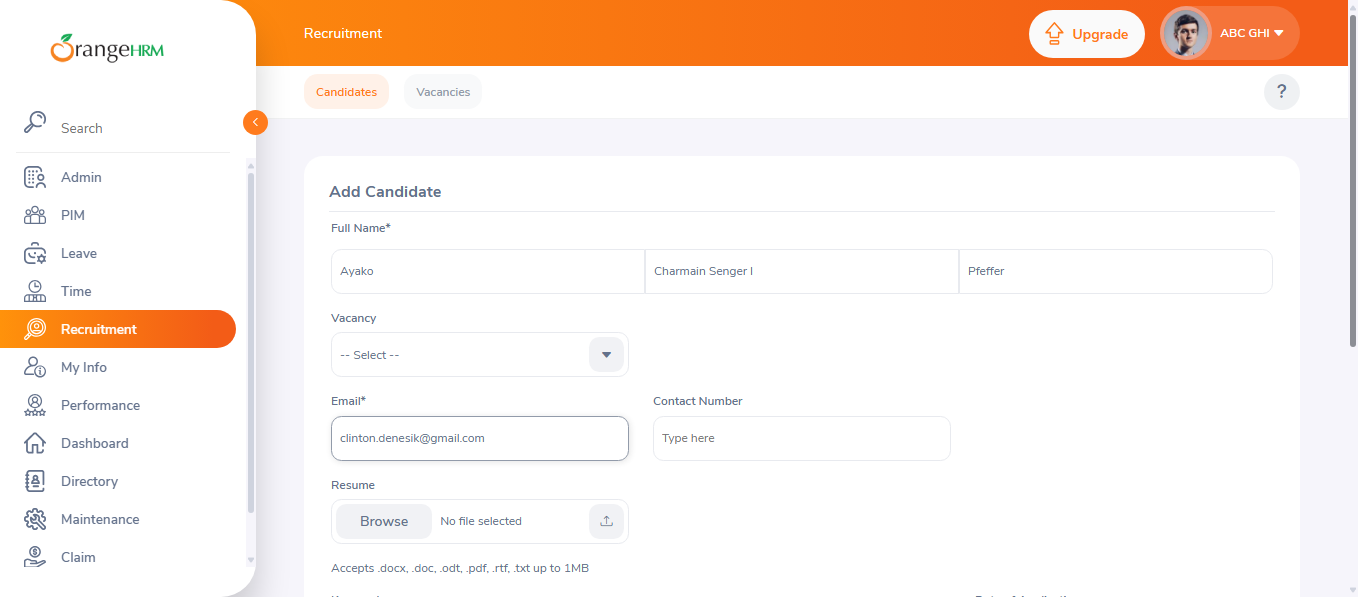 OrangeHRM
Search
Admin
PIM
Leave
Time
Recruitment
My Info
Performance
Dashboard
Directory
Maintenance
Claim
Recruitment
Upgrade
ABC GHI
Candidates
Vacancies
?
Add Candidate
Full Name*
Ayako
Charmain Senger I
Pfeffer
Vacancy
-- Select --
Email*
Contact Number
clinton.denesik@gmail.com
Type here
Resume
Browse
No file selected
Accepts .docx, .doc, .odt, .pdf, .rtf, .txt up to 1MB